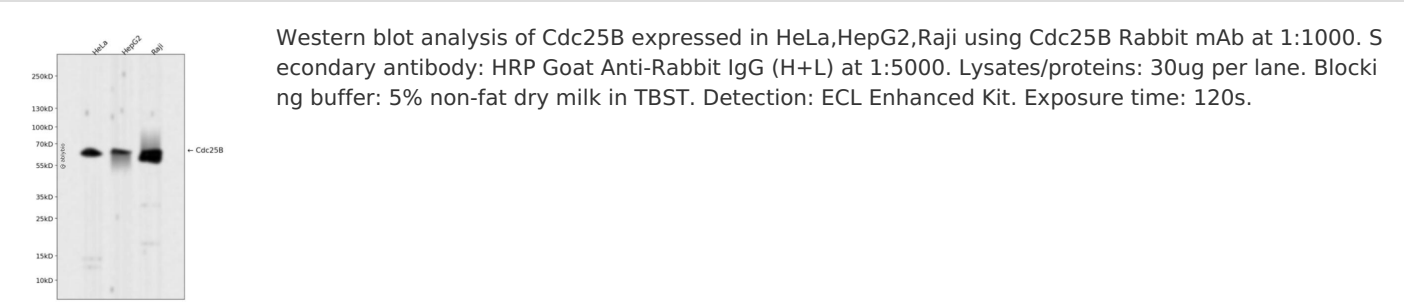 HeLa
HepG2
Raji
250kD
130kD
100kD
70kD
55kD
35kD
25kD
15kD
10kD
@ abybio
← Cdc25B
Western blot analysis of Cdc25B expressed in HeLa,HepG2,Raji using Cdc25B Rabbit mAb at 1:1000. S
econdary antibody: HRP Goat Anti-Rabbit IgG (H+L) at 1:5000. Lysates/proteins: 30ug per lane. Blocki
ng buffer: 5% non-fat dry milk in TBST. Detection: ECL Enhanced Kit. Exposure time: 120s.